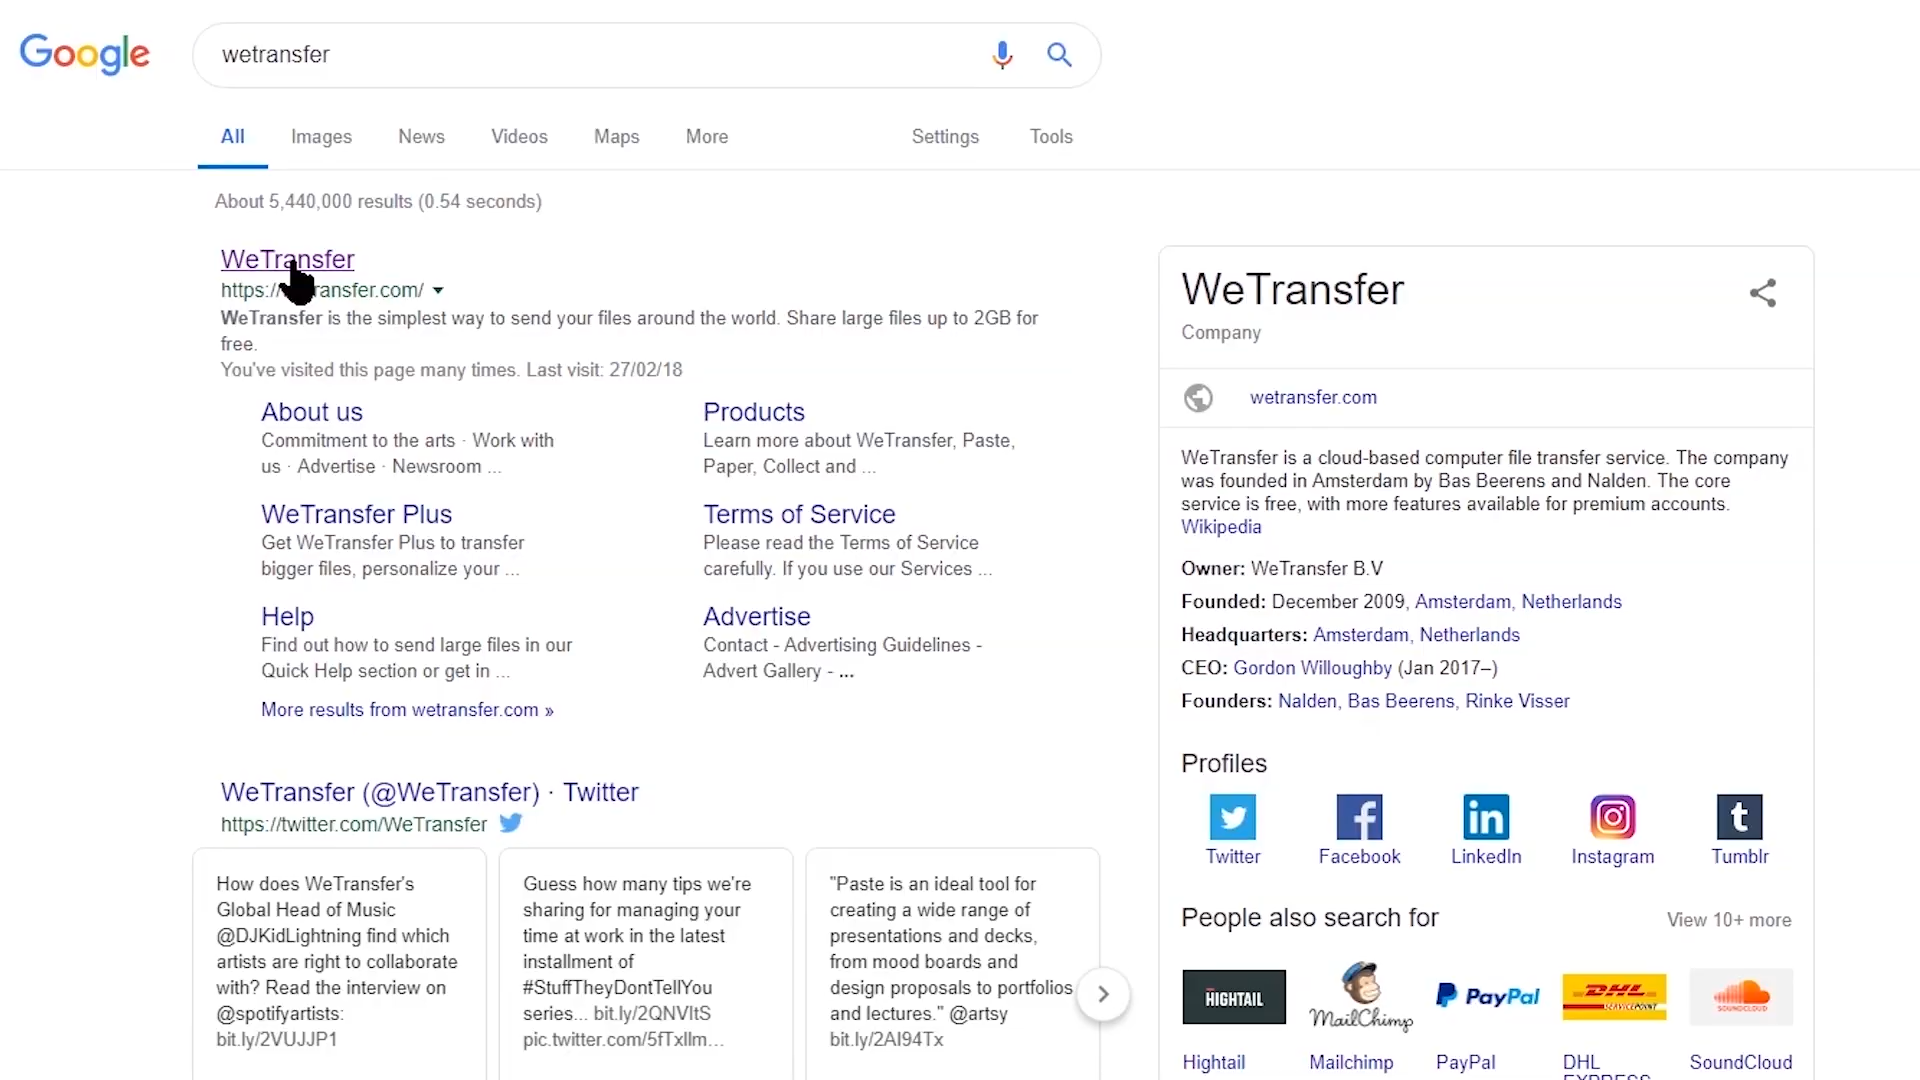 Google
wetransfer
All Images News Videos Maps More Settings Tools
About 5,440,000 results (0.54 seconds)
WeTransfer
https:// ransfer.com/
WeTransfer is the simplest way to send your files around the world. Share large files up to 2GB for
free.
You've visited this page many times. Last visit: 27/02/18
About us
Commitment to the arts · Work with
us · Advertise · Newsroom ...
Products
Learn more about WeTransfer, Paste,
Paper, Collect and ...
WeTransfer Plus
Get WeTransfer Plus to transfer
bigger files, personalize your ...
Terms of Service
Please read the Terms of Service
carefully. If you use our Services ...
Help
Find out how to send large files in our
Quick Help section or get in ...
Advertise
Contact - Advertising Guidelines -
Advert Gallery - ...
More results from wetransfer.com »
WeTransfer (@WeTransfer) · Twitter
https://twitter.com/WeTransfer
How does WeTransfer's
Global Head of Music
@DJKidLightning find which
artists are right to collaborate
with? Read the interview on
@spotifyartists:
bit.ly/2VUJJP1
Guess how many tips we're
sharing for managing your
time at work in the latest
installment of
#StuffTheyDontTellYou
series... bit.ly/2QNVItS
pic.twitter.com/5fTxIlm...
"Paste is an ideal tool for
creating a wide range of
presentations and decks,
from mood boards and
design proposals to portfolios
and lectures." @artsy
bit.ly/2AI94Tx
WeTransfer
Company
wetransfer.com
WeTransfer is a cloud-based computer file transfer service. The company
was founded in Amsterdam by Bas Beerens and Nalden. The core
service is free, with more features available for premium accounts.
Wikipedia
Owner: WeTransfer B.V
Founded: December 2009, Amsterdam, Netherlands
Headquarters: Amsterdam, Netherlands
CEO: Gordon Willoughby (Jan 2017–)
Founders: Nalden, Bas Beerens, Rinke Visser
Profiles
Twitter Facebook LinkedIn Instagram Tumblr
People also search for View 10+ more
HIGHTAIL MailChimp PayPal DHL SERVICEPOINT SOUNDCLOUD
Hightail Mailchimp PayPal DHL SoundCloud
EXPRESS